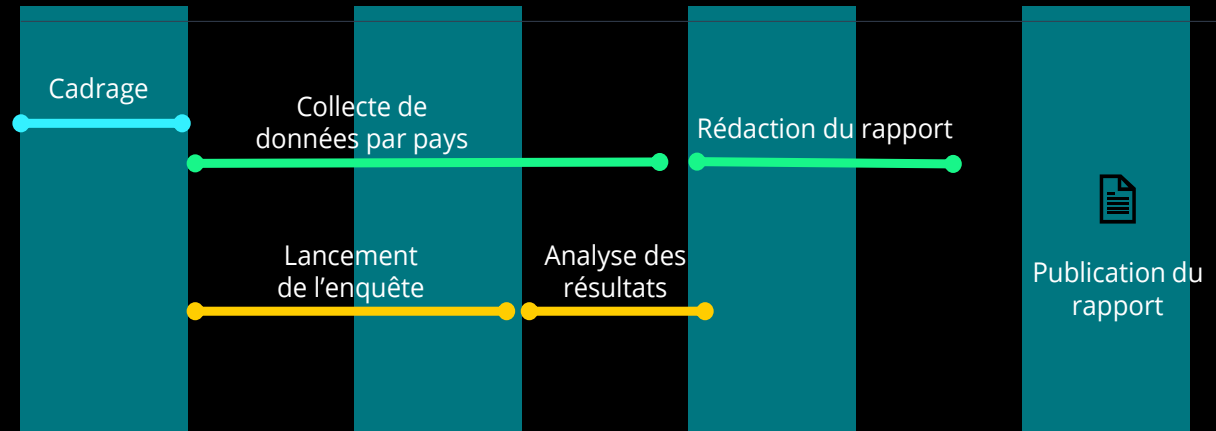 Cadrage
Collecte de
données par pays
Rédaction du rapport
Lancement
de l’enquête
Analyse des
résultats
Publication du
rapport